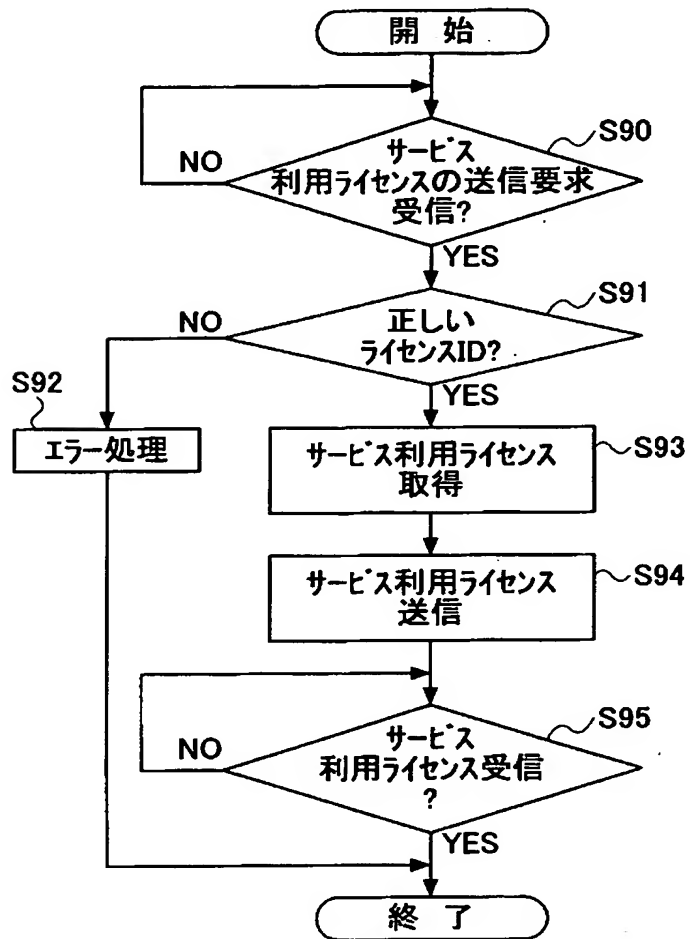 開 始
S90
サービス
利用ライセンスの送信要求
受信?
NO
YES
S91
正しい
ライセンスID?
NO
YES
S92
エラー処理
S93
サービス利用ライセンス
取得
S94
サービス利用ライセンス
送信
S95
サービス
利用ライセンス受信
?
NO
YES
終 了